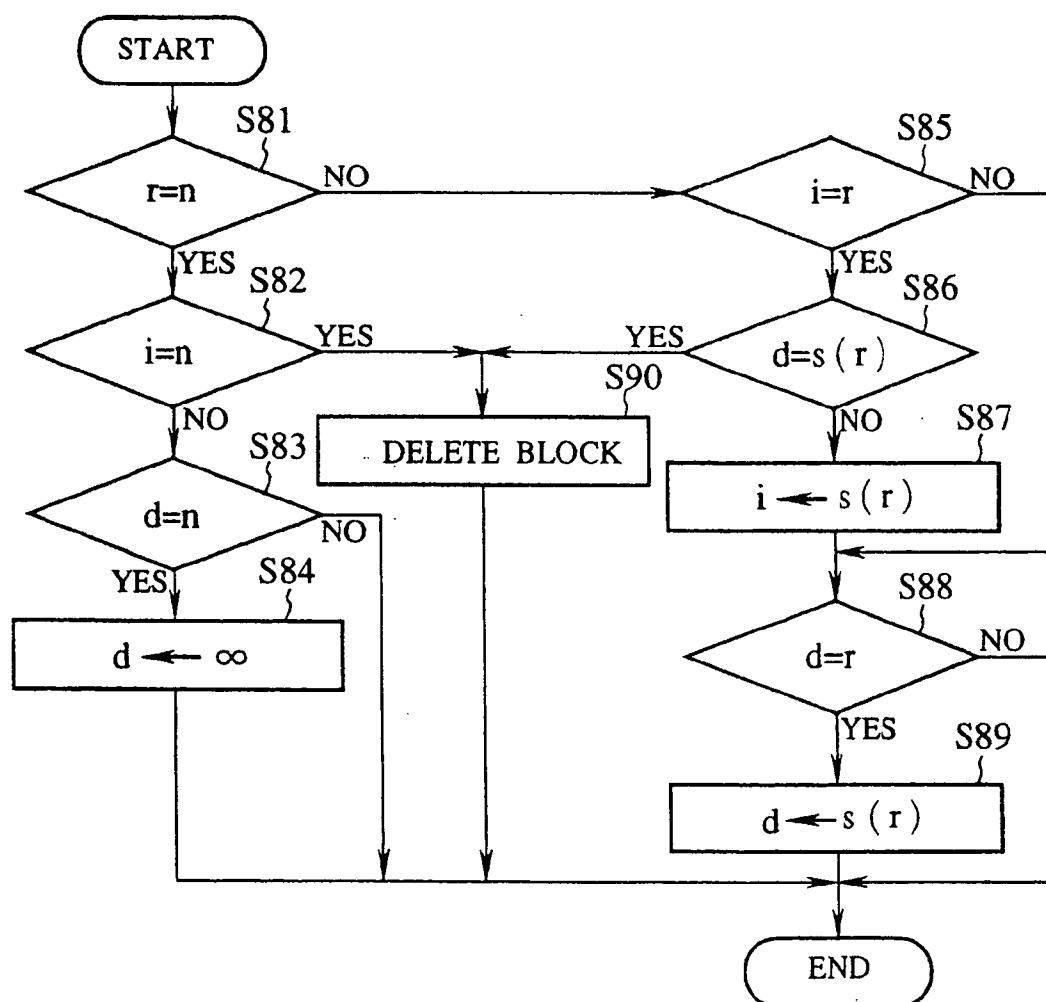 START
S81
r=n
NO
YES
S82
i=n
YES
NO
S83
d=n
NO
YES
S84
d ← ∞
S90
DELETE BLOCK
S85
i=r
NO
YES
S86
d=s(r)
YES
NO
S87
i ← s(r)
S88
d=r
NO
YES
S89
d ← s(r)
END